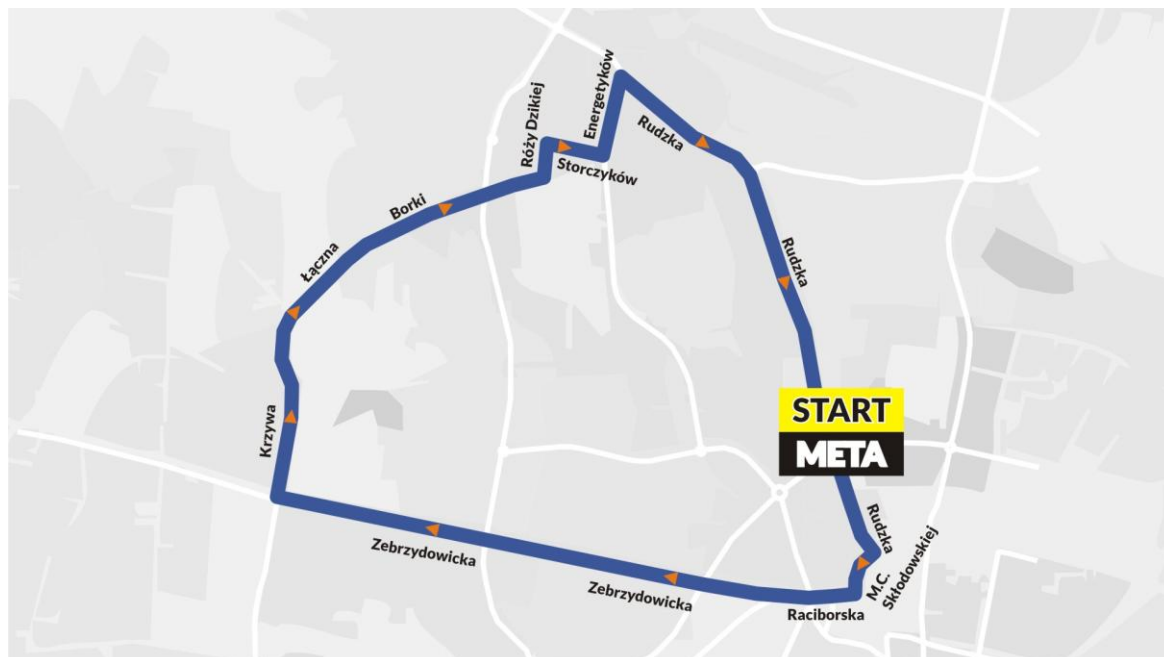 Energetyków
Róży Dzikiej
Rudzka
Storczyków
Borki
Łączna
Rudzka
START
META
Krzywa
Rudzka
Zebrzydowicka
Zebrzydowicka
M.C.
Skłodowskiej
Raciborska